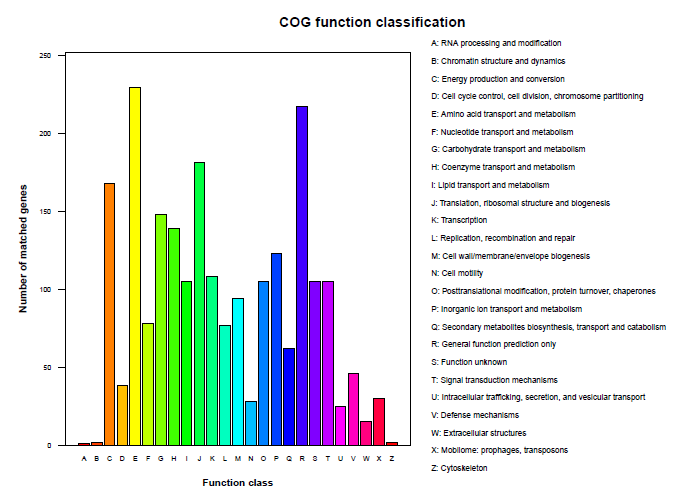 COG function classification
A: RNA processing and modification
B: Chromatin structure and dynamics
C: Energy production and conversion
D: Cell cycle control, cell division, chromosome partitioning
E: Amino acid transport and metabolism
F: Nucleotide transport and metabolism
G: Carbohydrate transport and metabolism
H: Coenzyme transport and metabolism
I: Lipid transport and metabolism
J: Translation, ribosomal structure and biogenesis
K: Transcription
L: Replication, recombination and repair
M: Cell wall/membrane/envelope biogenesis
N: Cell motility
O: Posttranslational modification, protein turnover, chaperones
P: Inorganic ion transport and metabolism
Q: Secondary metabolites biosynthesis, transport and catabolism
R: General function prediction only
S: Function unknown
T: Signal transduction mechanisms
U: Intracellular trafficking, secretion, and vesicular transport
V: Defense mechanisms
W: Extracellular structures
X: Mobilome: prophages, transposons
Z: Cytoskeleton
Number of matched genes
250
200
150
100
50
0
A B C D E F G H I J K L M N O P Q R S T U V W X Z
Function class